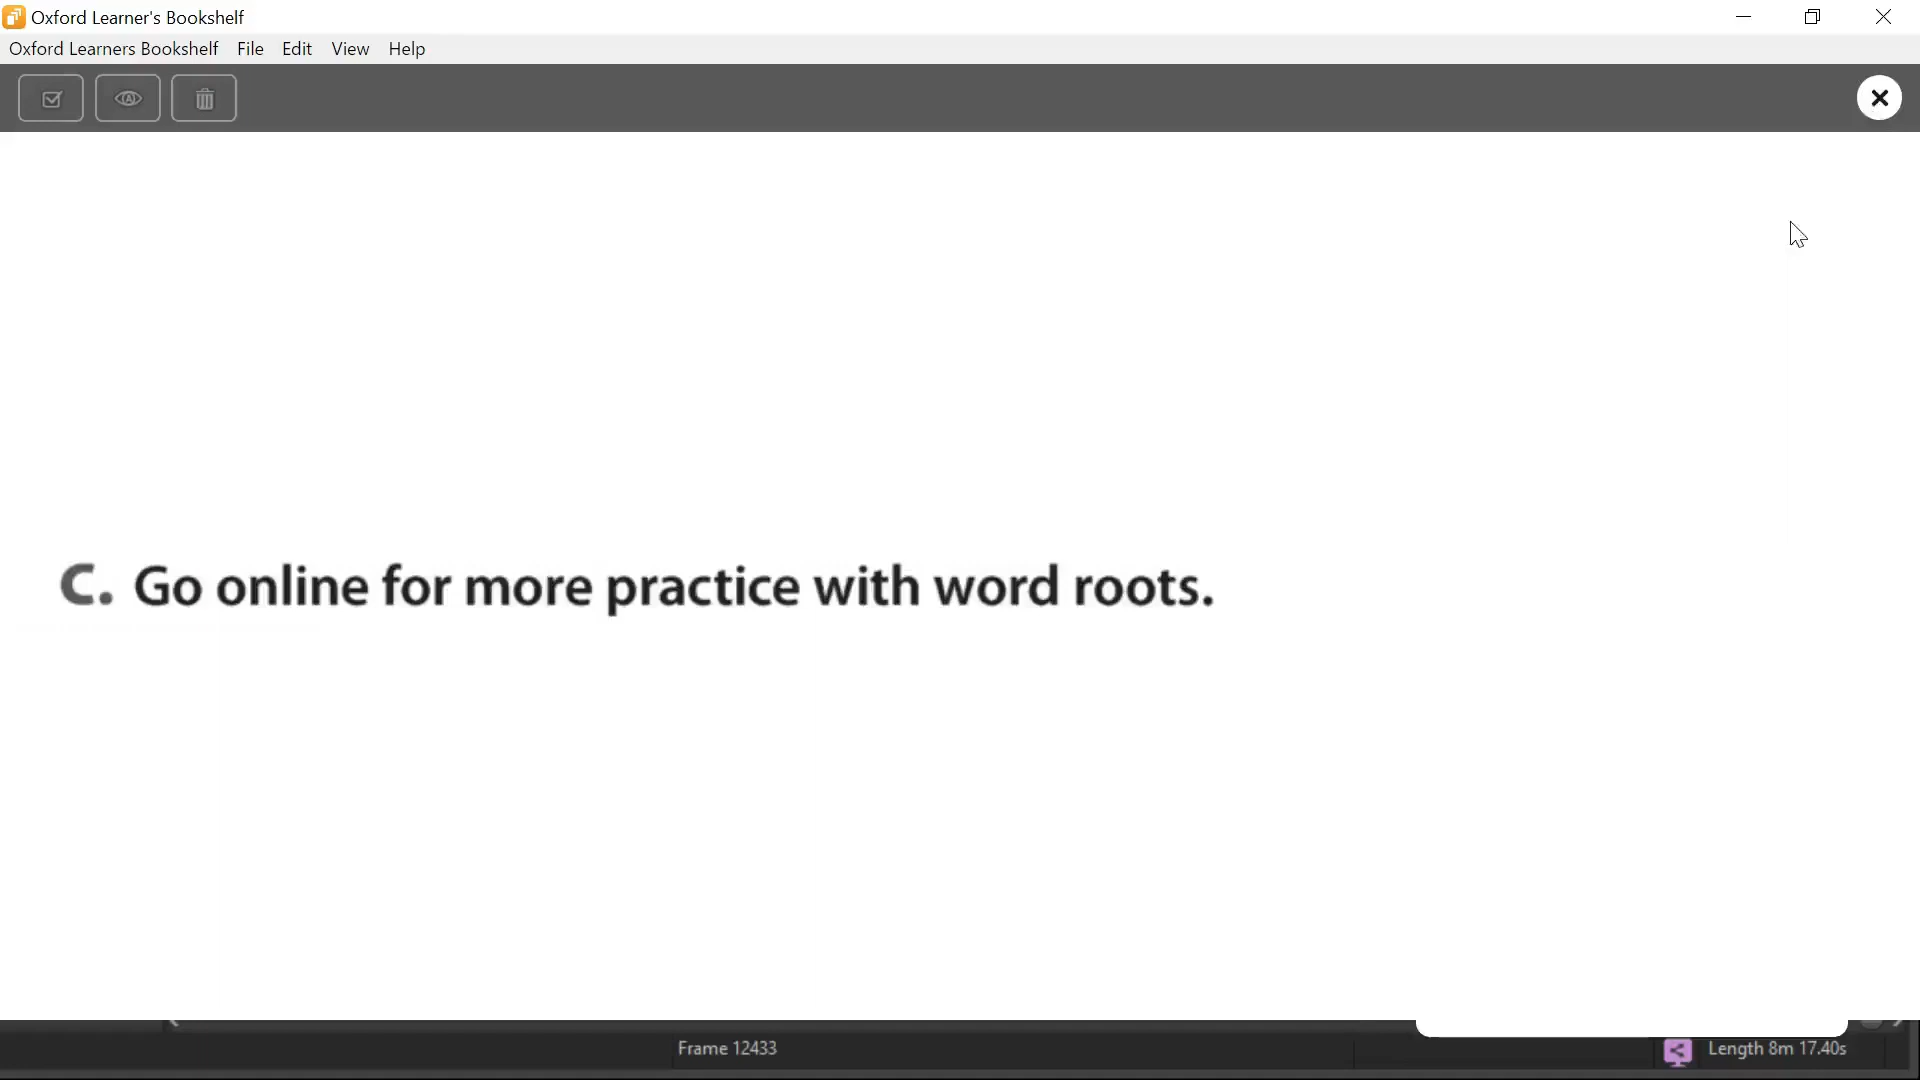 Oxford Learner's Bookshelf
Oxford Learners Bookshelf File Edit View Help
C. Go online for more practice with word roots.
Frame 12433
Length 8m 17.40s